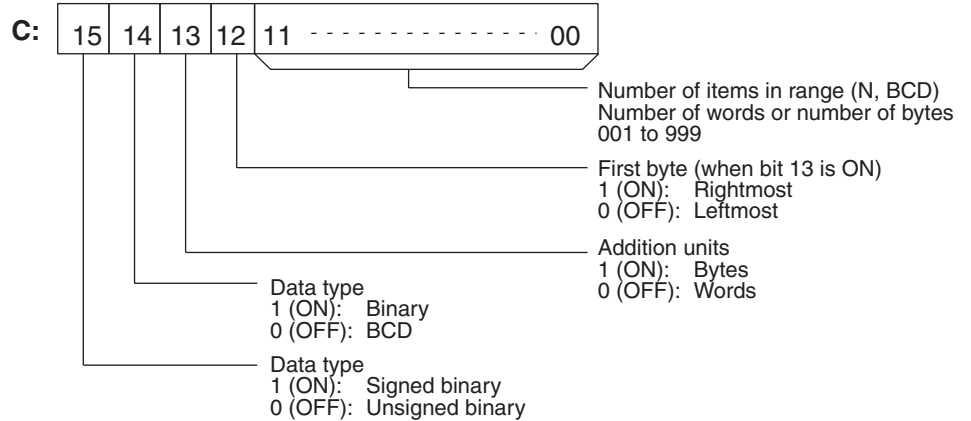 C: 15 14 13 12 11 00
Number of items in range (N, BCD)
Number of words or number of bytes
001 to 999
First byte (when bit 13 is ON)
1 (ON): Rightmost
0 (OFF): Leftmost
Addition units
1 (ON): Bytes
0 (OFF): Words
Data type
1 (ON): Binary
0 (OFF): BCD
Data type
1 (ON): Signed binary
0 (OFF): Unsigned binary